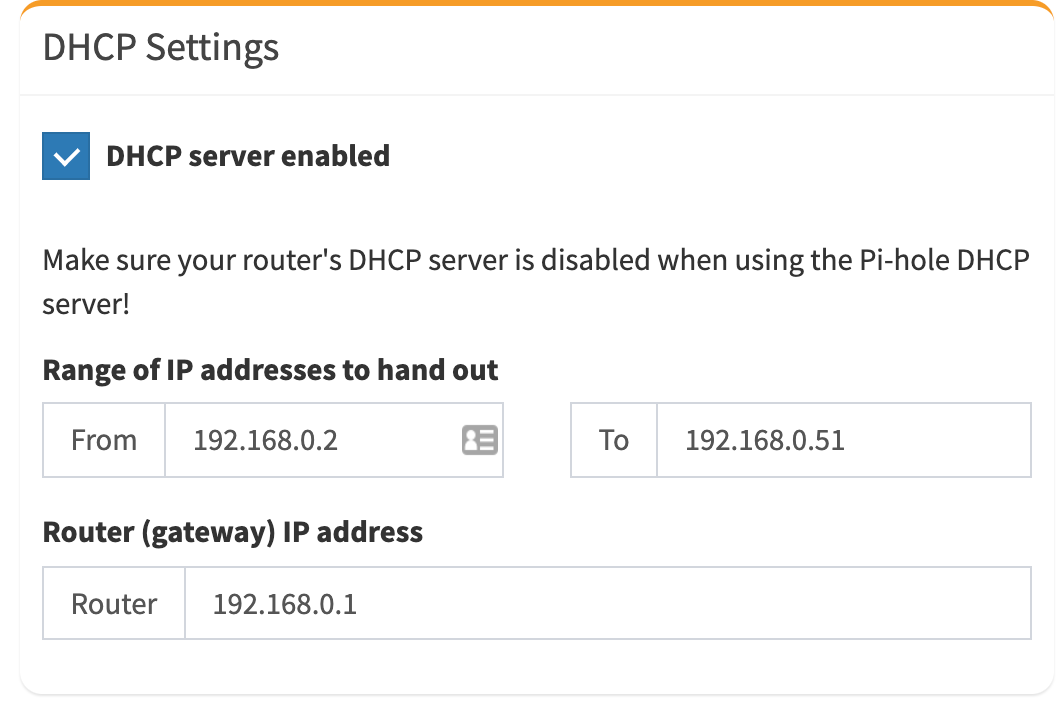 DHCP Settings
DHCP server enabled
Make sure your router's DHCP server is disabled when using the Pi-hole DHCP
server!
Range of IP addresses to hand out
From 192.168.0.2 To 192.168.0.51
Router (gateway) IP address
Router 192.168.0.1